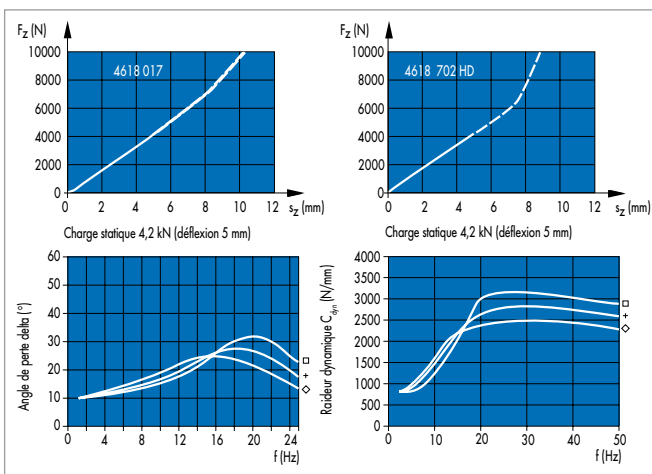 F_z (N)
10000
8000
6000
4000
2000
0
4618 017
0 2 4 6 8 10 12
s_z (mm)
Charge statique 4,2 kN (déflexion 5 mm)
F_z (N)
10000
8000
6000
4000
2000
0
4618 702 HD
0 2 4 6 8 10 12
s_z (mm)
Charge statique 4,2 kN (déflexion 5 mm)
Angle de perte delta (°)
60
50
40
30
20
10
0
0 4 8 12 16 20 24
f (Hz)
Raideur dynamique C_dyn (N/mm)
4000
3500
3000
2500
2000
1500
1000
500
0
0 10 20 30 40 50
f (Hz)